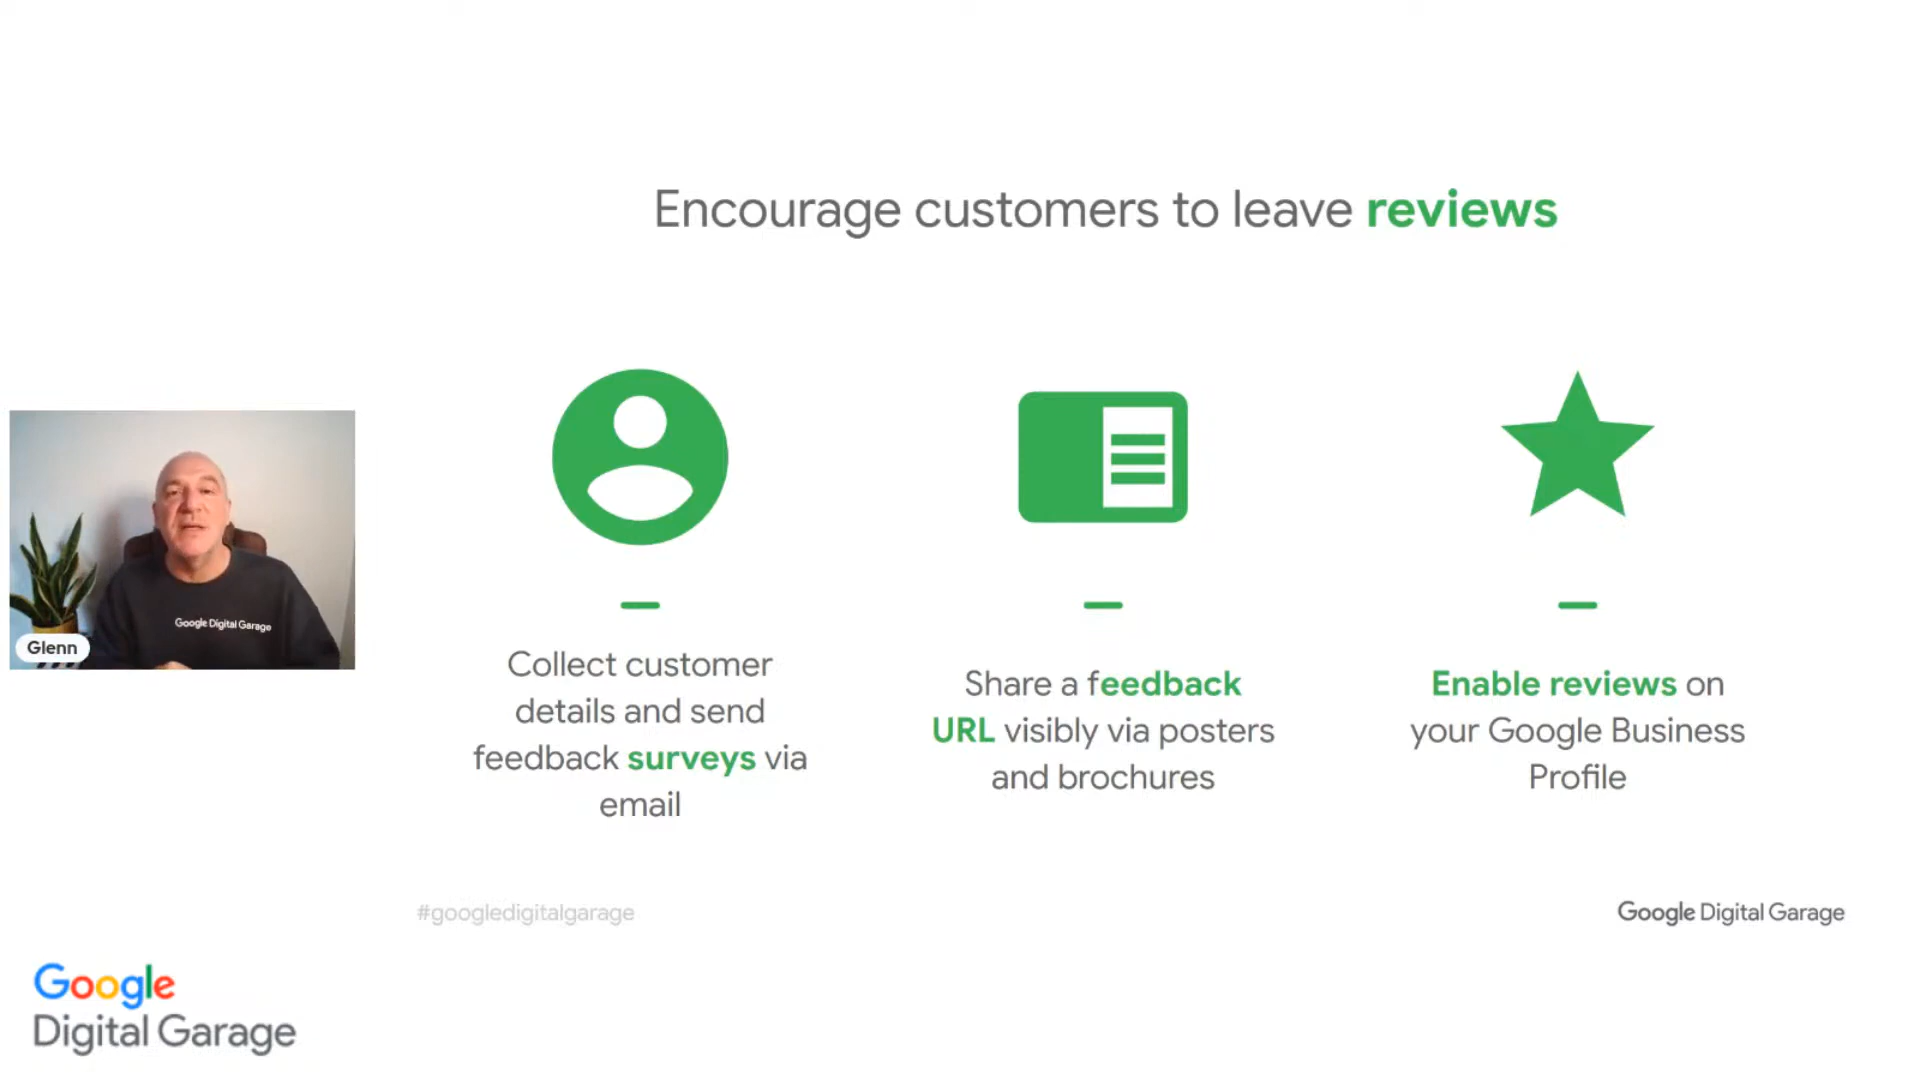 Encourage customers to leave reviews
Google Digital Garage
Glenn
Collect customer
details and send
feedback surveys via
email
Share a feedback
URL visibly via posters
and brochures
Enable reviews on
your Google Business
Profile
#googledigitalgarage
Google Digital Garage
Google
Digital Garage